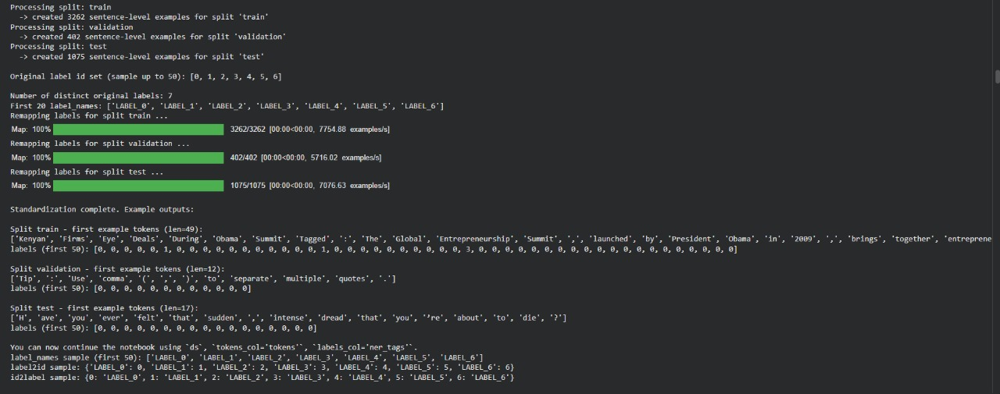 Processing split: train
-> created 3262 sentence-level examples for split 'train'
Processing split: validation
-> created 402 sentence-level examples for split 'validation'
Processing split: test
-> created 1075 sentence-level examples for split 'test'
Original label id set (sample up to 50): [0, 1, 2, 3, 4, 5, 6]
Number of distinct original labels: 7
First 20 label_names: ['LABEL_0', 'LABEL_1', 'LABEL_2', 'LABEL_3', 'LABEL_4', 'LABEL_5', 'LABEL_6']
Remapping labels for split train ...
Map: 100% 3262/3262 [00:00<00:00, 7754.88 examples/s]
Remapping labels for split validation ...
Map: 100% 402/402 [00:00<00:00, 5716.02 examples/s]
Remapping labels for split test ...
Map: 100% 1075/1075 [00:00<00:00, 7076.63 examples/s]
Standardization complete. Example outputs:
Split train - first example tokens (len=49):
['Kenyan', 'Firms', 'Eye', 'Deals', 'During', 'Obama', 'Summit', 'Tagged', ':', 'The', 'Global', 'Entrepreneurship', 'Summit', ',', 'launched', 'by', 'President', 'Obama', 'in', '2009', ',', 'brings', 'together', 'entreprene
labels (first 50): [0, 0, 0, 0, 0, 1, 0, 0, 0, 0, 0, 0, 0, 0, 0, 0, 0, 1, 0, 0, 0, 0, 0, 0, 0, 0, 0, 0, 3, 0, 0, 0, 0, 0, 0, 0, 0, 0, 0, 0, 0, 0, 0, 0, 0, 0, 0, 0, 0]
Split validation - first example tokens (len=12):
['Tip', ':', 'Use', 'comma', '(', ',', ')', 'to', 'separate', 'multiple', 'quotes', '.']
labels (first 50): [0, 0, 0, 0, 0, 0, 0, 0, 0, 0, 0, 0]
Split test - first example tokens (len=17):
['H', 'ave', 'you', 'ever', 'felt', 'that', 'sudden', ',', 'intense', 'dread', 'that', 'you', '’re', 'about', 'to', 'die', '?']
labels (first 50): [0, 0, 0, 0, 0, 0, 0, 0, 0, 0, 0, 0, 0, 0, 0, 0, 0]
You can now continue the notebook using `ds`, `tokens_col='tokens'`, `labels_col='ner_tags'`.
label_names sample (first 50): ['LABEL_0', 'LABEL_1', 'LABEL_2', 'LABEL_3', 'LABEL_4', 'LABEL_5', 'LABEL_6']
label2id sample: {'LABEL_0': 0, 'LABEL_1': 1, 'LABEL_2': 2, 'LABEL_3': 3, 'LABEL_4': 4, 'LABEL_5': 5, 'LABEL_6': 6}
id2label sample: {0: 'LABEL_0', 1: 'LABEL_1', 2: 'LABEL_2', 3: 'LABEL_3', 4: 'LABEL_4', 5: 'LABEL_5', 6: 'LABEL_6'}